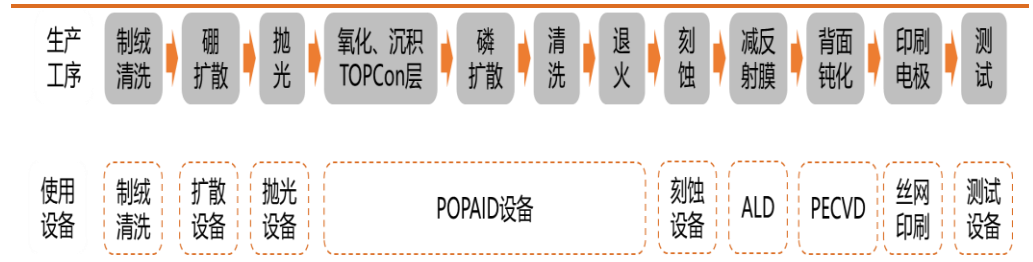 生产
工序
制绒
清洗
硼
扩散
抛
光
氧化、沉积
TOPCon层
磷
扩散
清
洗
退
火
刻
蚀
减反
射膜
背面
钝化
印刷
电极
测
试
使用
设备
制绒
清洗
扩散
设备
抛光
设备
POPAID设备
刻蚀
设备
ALD
PECVD
丝网
印刷
测试
设备